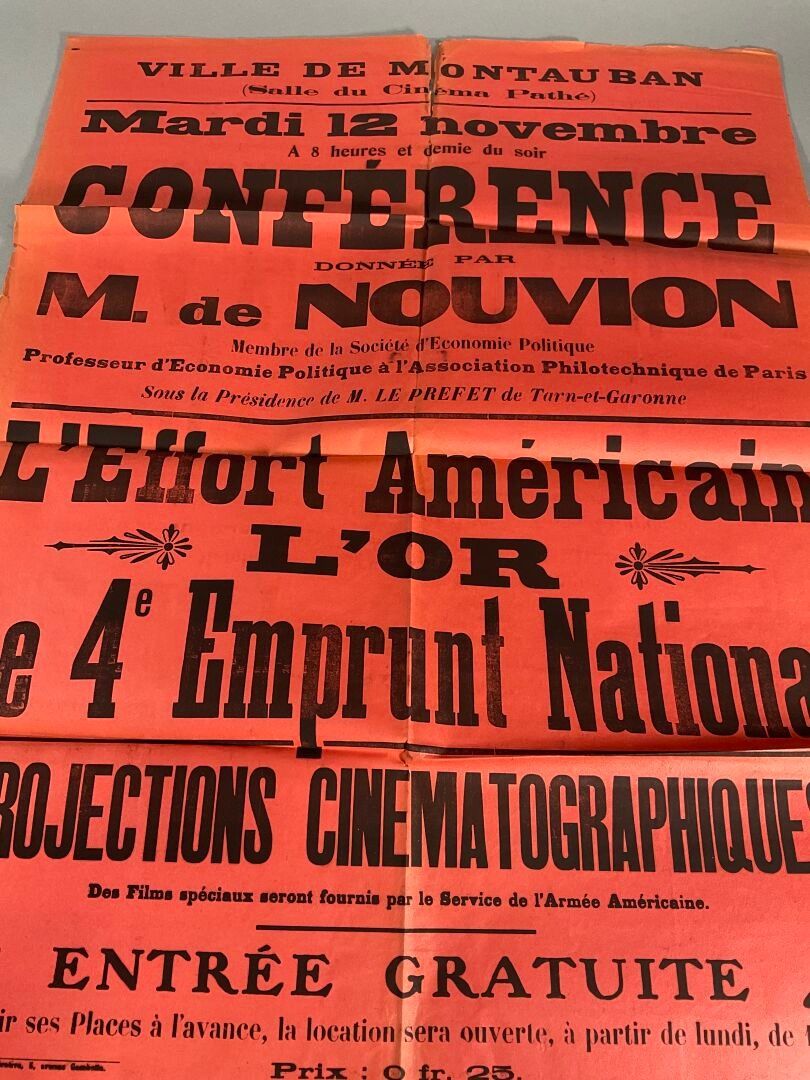 VILLE DE MONTAUBAN
(Salle du Cinéma Pathé)
Mardi 12 novembre
A 8 heures et demie du soir
CONFÉRENCE
DONNÉE PAR
M. de NOUVION
Membre de la Société d'Economie Politique
Professeur d'Economie Politique à l'Association Philotechnique de Paris
Sous la Présidence de M. LE PREFET de Tarn-et-Garonne
L'Effort Américain
L'OR
e 4e Emprunt Nationa
ROJECTIONS CINEMATOGRAPHIQUES
Des Films spéciaux seront fournis par le Service de l'Armée Américaine.
ENTRÉE GRATUITE
ir ses Places à l'avance, la location sera ouverte, à partir de lundi, de 1
Prix : 0 fr. 25.